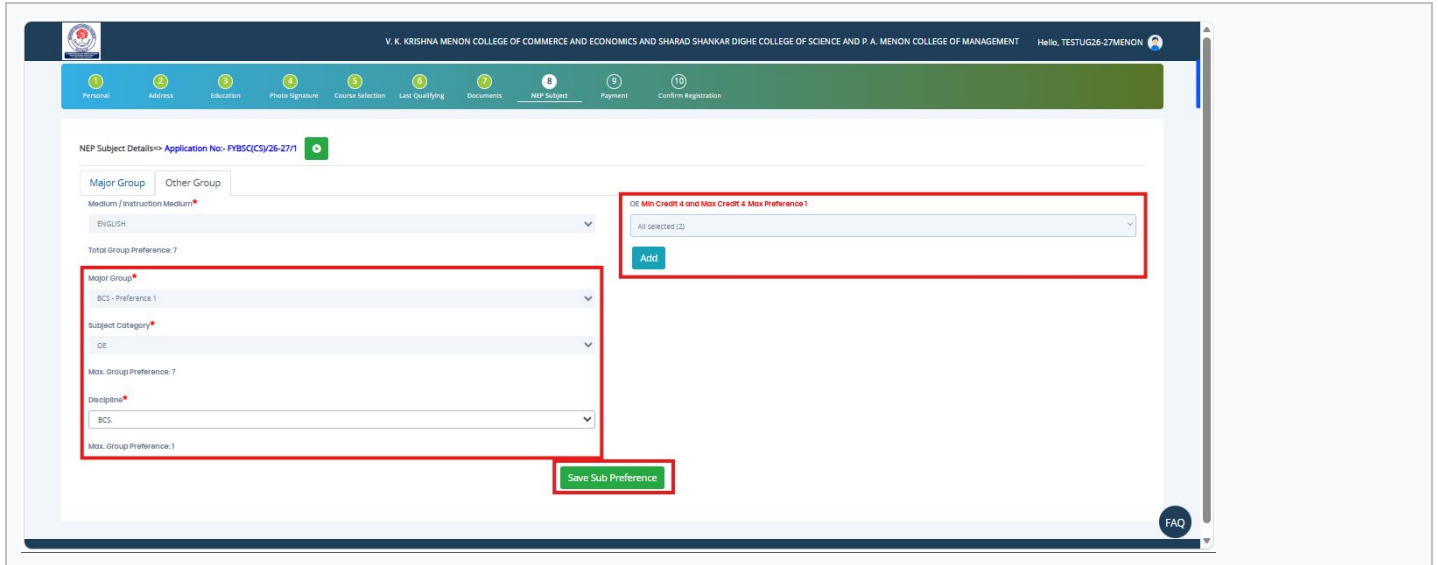 V. K. KRISHNA MENON COLLEGE OF COMMERCE AND ECONOMICS AND SHARAD SHANKAR DIGHE COLLEGE OF SCIENCE AND P. A. MENON COLLEGE OF MANAGEMENT
Hello, TESTUG26-27MENON
1 2 3 4 5 6 7 8 9 10
Personal Address Education Photo Signature Course Selection Last Qualifying Documents NEP Subject Payment Confirm Registration
NEP Subject Details=> Application No:- FYBSC(CS)/26-27/1
Major Group Other Group
Medium / Instruction Medium*
ENGLISH
Total Group Preference: 7
Major Group*
BCS - Preference 1
Subject Category*
OE
Max. Group Preference: 7
Discipline*
BCS.
Max. Group Preference: 1
OE Min Credit 4 and Max Credit 4 Max Preference 1
All selected (2)
Add
Save Sub Preference
FAQ